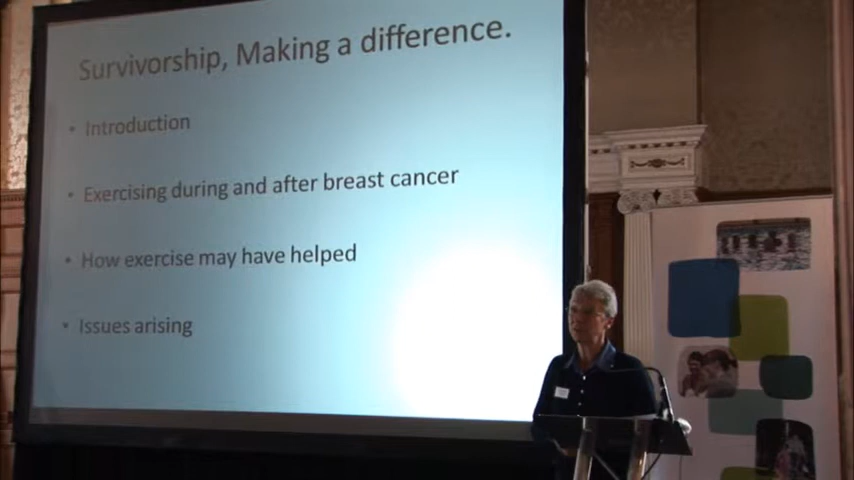 Survivorship, Making a difference.
• Introduction
• Exercising during and after breast cancer
• How exercise may have helped
• Issues arising